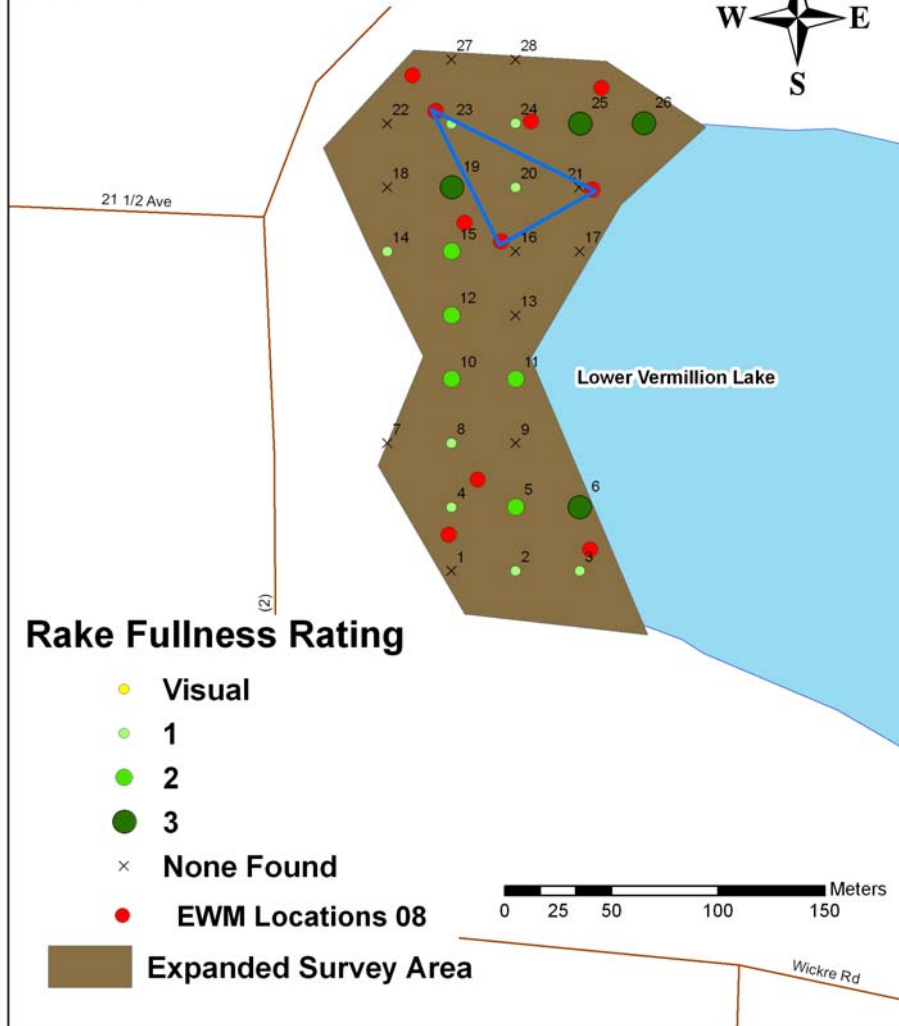 W E
S
27 28
25 26
22 23 24
19
18 20 21
15 16 17
14
12 13
10 11
Lower Vermillion Lake
7 8 9
6
4 5
1 2 3
21 1/2 Ave
(2)
Rake Fullness Rating
Visual
1
2
3
None Found
EWM Locations 08
Expanded Survey Area
Meters
0 25 50 100 150
Wickre Rd